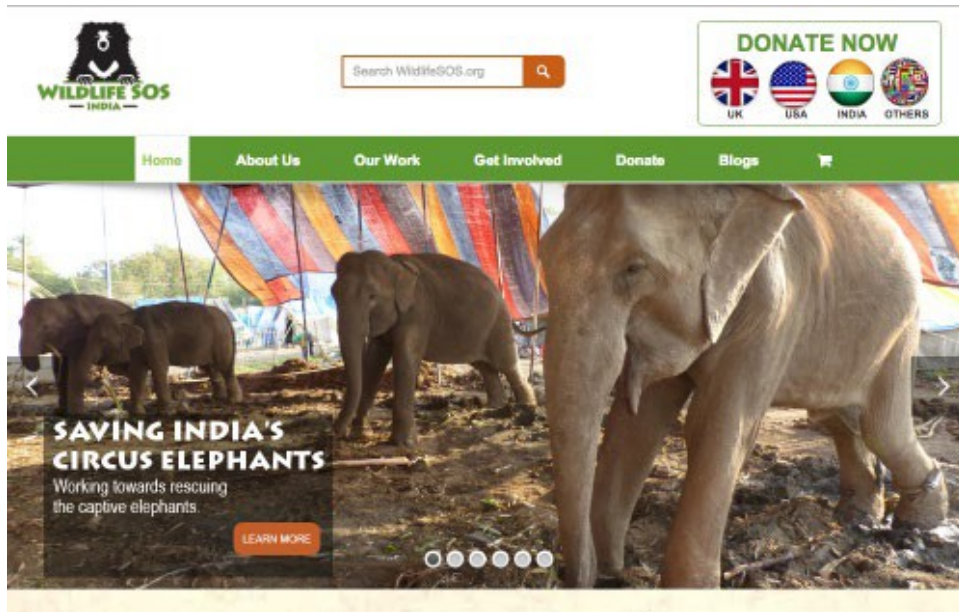 WILDLIFE SOS
INDIA
Search WildlifeSOS.org
DONATE NOW
UK USA INDIA OTHERS
Home About Us Our Work Get Involved Donate Blogs
SAVING INDIA'S
CIRCUS ELEPHANTS
Working towards rescuing
the captive elephants.
LEARN MORE